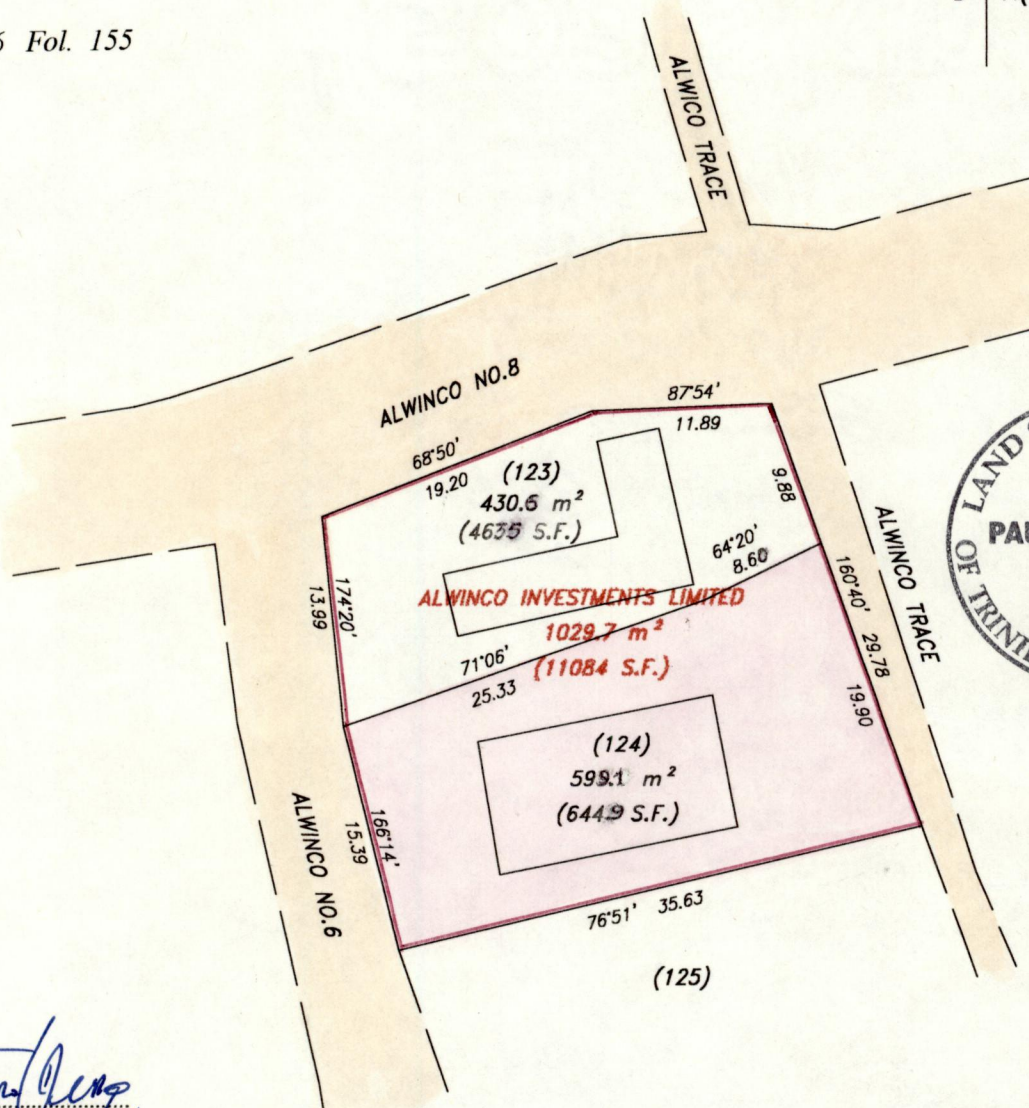 Fol. 155
ALWICO TRACE
ALWINCO NO.8
87°54'
11.89
68°50'
19.20
(123)
430.6 m²
(4635 S.F.)
9.88
64°20'
8.60
ALWINCO TRACE
LAND
PAU
OF TRINI
174°20'
13.99
ALWINCO INVESTMENTS LIMITED
1029.7 m²
(11084 S.F.)
160°40'
29.78
71°06'
25.33
19.90
(124)
599.1 m²
(6449 S.F.)
166°14'
15.39
ALWINCO NO.6
76°51' 35.63
(125)